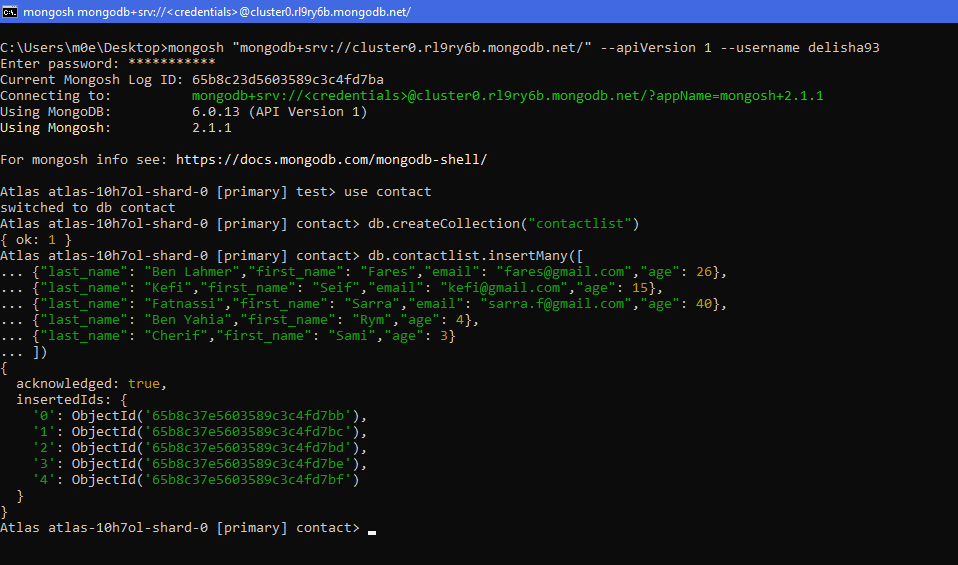 mongosh mongodb+srv://<credentials>@cluster0.rl9ry6b.mongodb.net/
C:\Users\m0e\Desktop>mongosh "mongodb+srv://cluster0.rl9ry6b.mongodb.net/" --apiVersion 1 --username delisha93
Enter password: ***********
Current Mongosh Log ID: 65b8c23d5603589c3c4fd7ba
Connecting to:          mongodb+srv://<credentials>@cluster0.rl9ry6b.mongodb.net/?appName=mongosh+2.1.1
Using MongoDB:          6.0.13 (API Version 1)
Using Mongosh:          2.1.1
For mongosh info see: https://docs.mongodb.com/mongodb-shell/
Atlas atlas-10h7ol-shard-0 [primary] test> use contact
switched to db contact
Atlas atlas-10h7ol-shard-0 [primary] contact> db.createCollection("contactlist")
{ ok: 1 }
Atlas atlas-10h7ol-shard-0 [primary] contact> db.contactlist.insertMany([
... {"last_name": "Ben Lahmer","first_name": "Fares","email": "fares@gmail.com","age": 26},
... {"last_name": "Kefi","first_name": "Seif","email": "kefi@gmail.com","age": 15},
... {"last_name": "Fatnassi","first_name": "Sarra","email": "sarra.f@gmail.com","age": 40},
... {"last_name": "Ben Yahia","first_name": "Rym","age": 4},
... {"last_name": "Cherif","first_name": "Sami","age": 3}
... ])
{
  acknowledged: true,
  insertedIds: {
    '0': ObjectId('65b8c37e5603589c3c4fd7bb'),
    '1': ObjectId('65b8c37e5603589c3c4fd7bc'),
    '2': ObjectId('65b8c37e5603589c3c4fd7bd'),
    '3': ObjectId('65b8c37e5603589c3c4fd7be'),
    '4': ObjectId('65b8c37e5603589c3c4fd7bf')
  }
}
Atlas atlas-10h7ol-shard-0 [primary] contact>